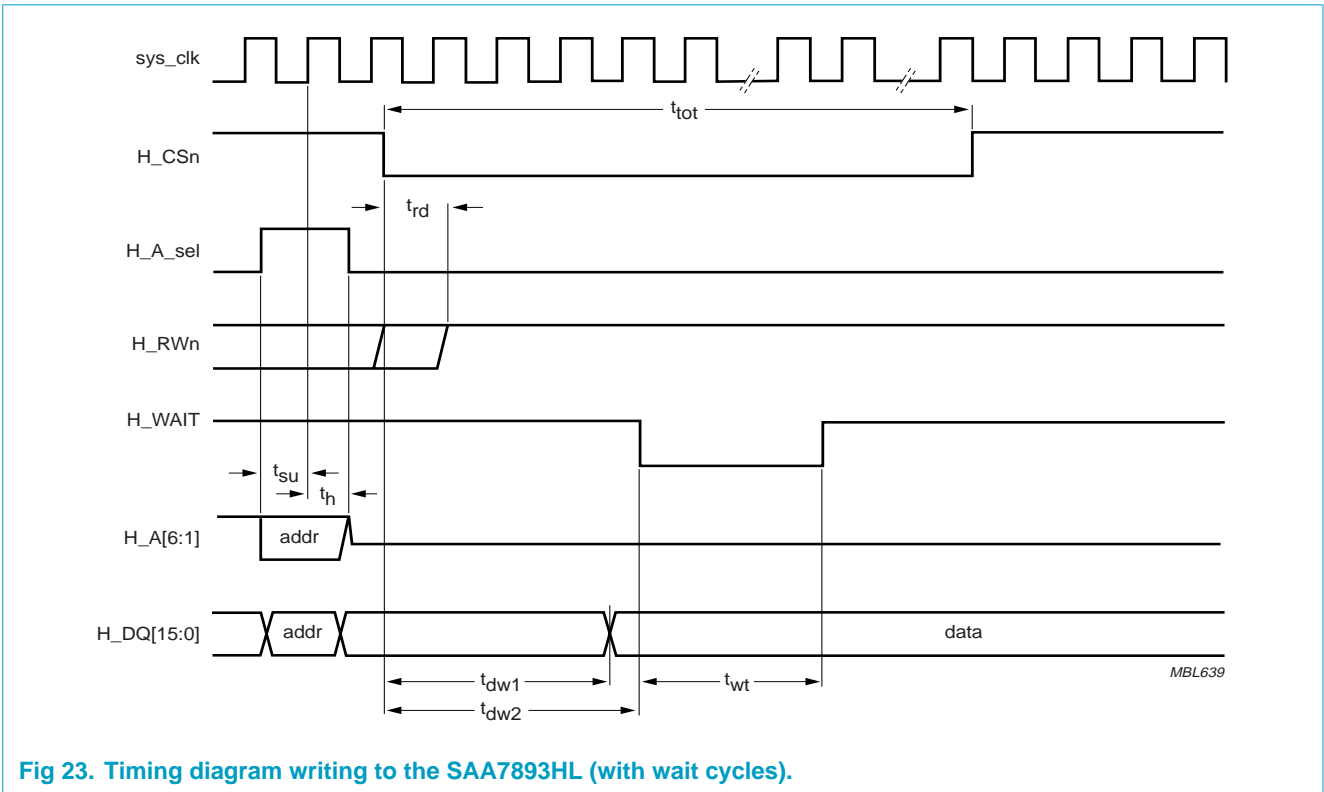 sys_clk
t_tot
H_CSn
t_rd
H_A_sel
H_RWn
H_WAIT
t_su
t_h
H_A[6:1]
addr
H_DQ[15:0]
addr
data
MBL639
t_dw1
t_wt
t_dw2
Fig 23. Timing diagram writing to the SAA7893HL (with wait cycles).